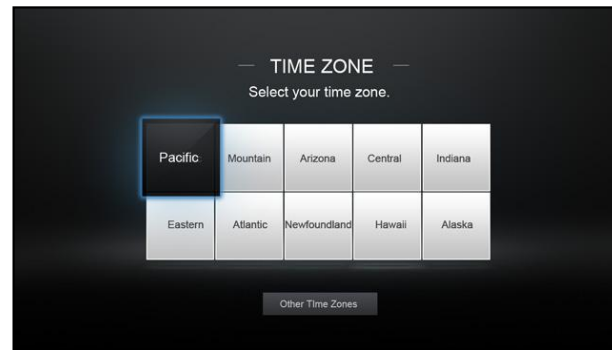 TIME ZONE
Select your time zone.
Pacific
Mountain
Arizona
Central
Indiana
Eastern
Atlantic
Newfoundland
Hawaii
Alaska
Other TIme Zones